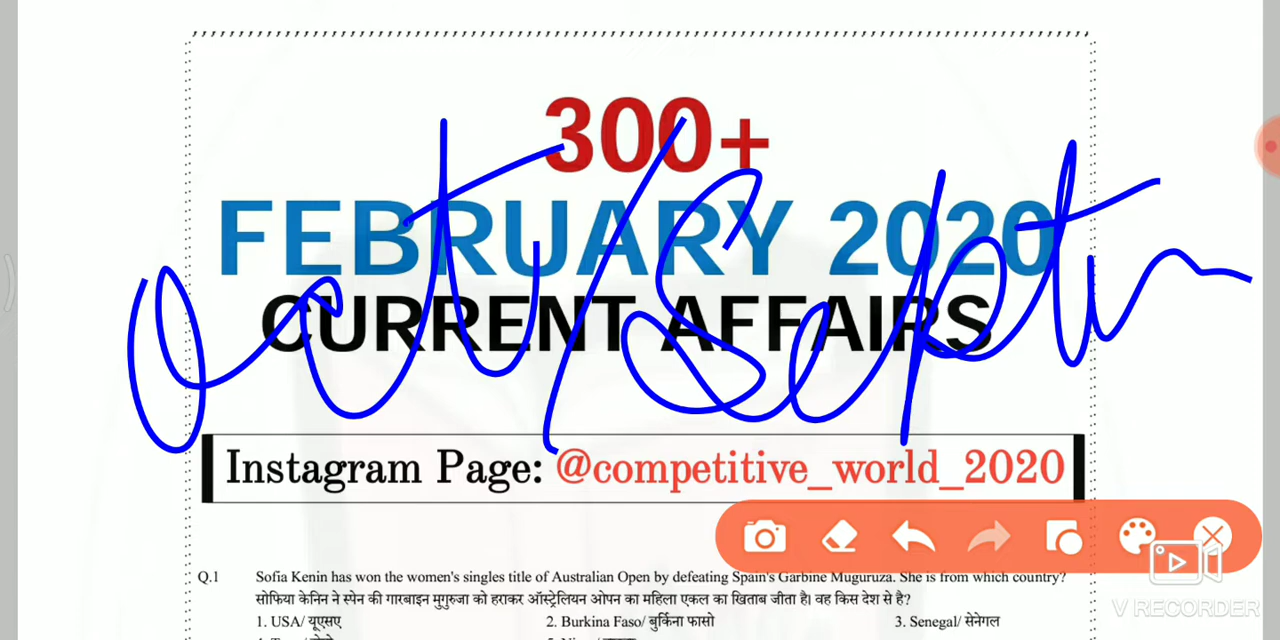 300+
FEBRUARY 2020
CURRENT AFFAIRS
Instagram Page: @competitive_world_2020
Q.1 Sofia Kenin has won the women's singles title of Australian Open by defeating Spain's Garbine Muguruza. She is from which country?
सोफिया केनिन ने स्पेन की गारबाइन मुगुरुजा को हराकर ऑस्ट्रेलियन ओपन का महिला एकल का खिताब जीता है। वह किस देश से है?
1. USA/ यूएसए 2. Burkina Faso/ बुर्किना फासो 3. Senegal/ सेनेगल
V RECORDER